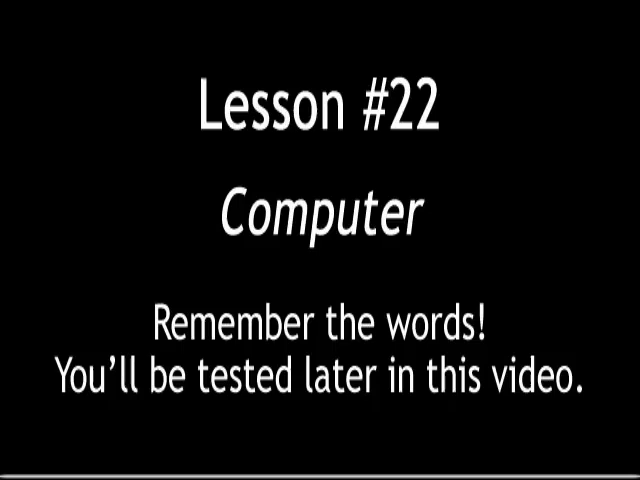 Lesson #22
Computer
Remember the words!
You'll be tested later in this video.